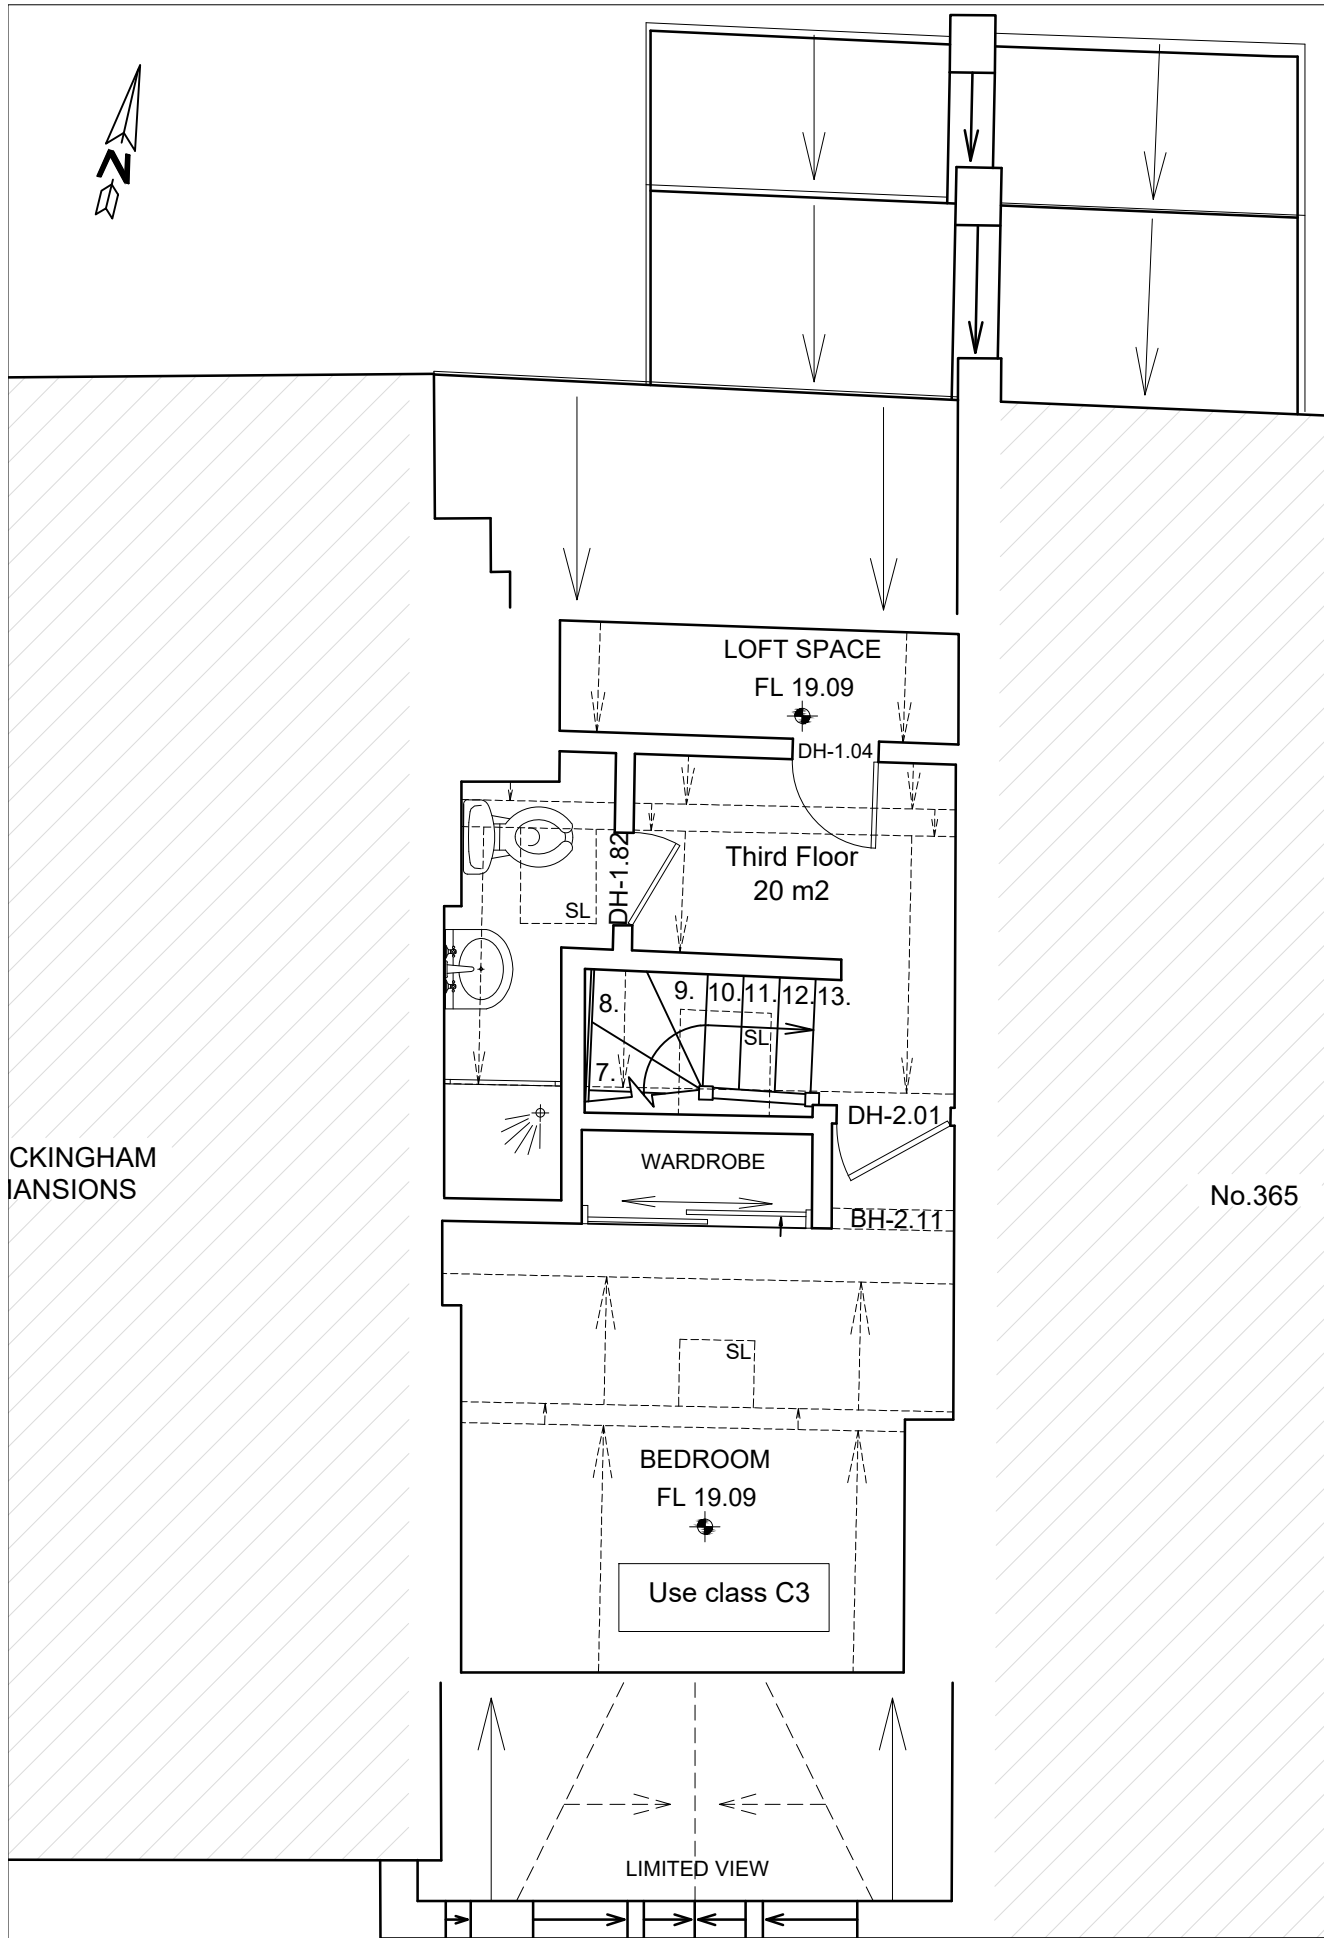 N
LOFT SPACE
FL 19.09
DH-1.04
DH-1.82
Third Floor
20 m2
SL
8.
9.
10.
11.
12.
13.
SL
7.
DH-2.01
WARDROBE
BH-2.11
CKINGHAM
IANSIONS
No.365
SL
BEDROOM
FL 19.09
Use class C3
LIMITED VIEW